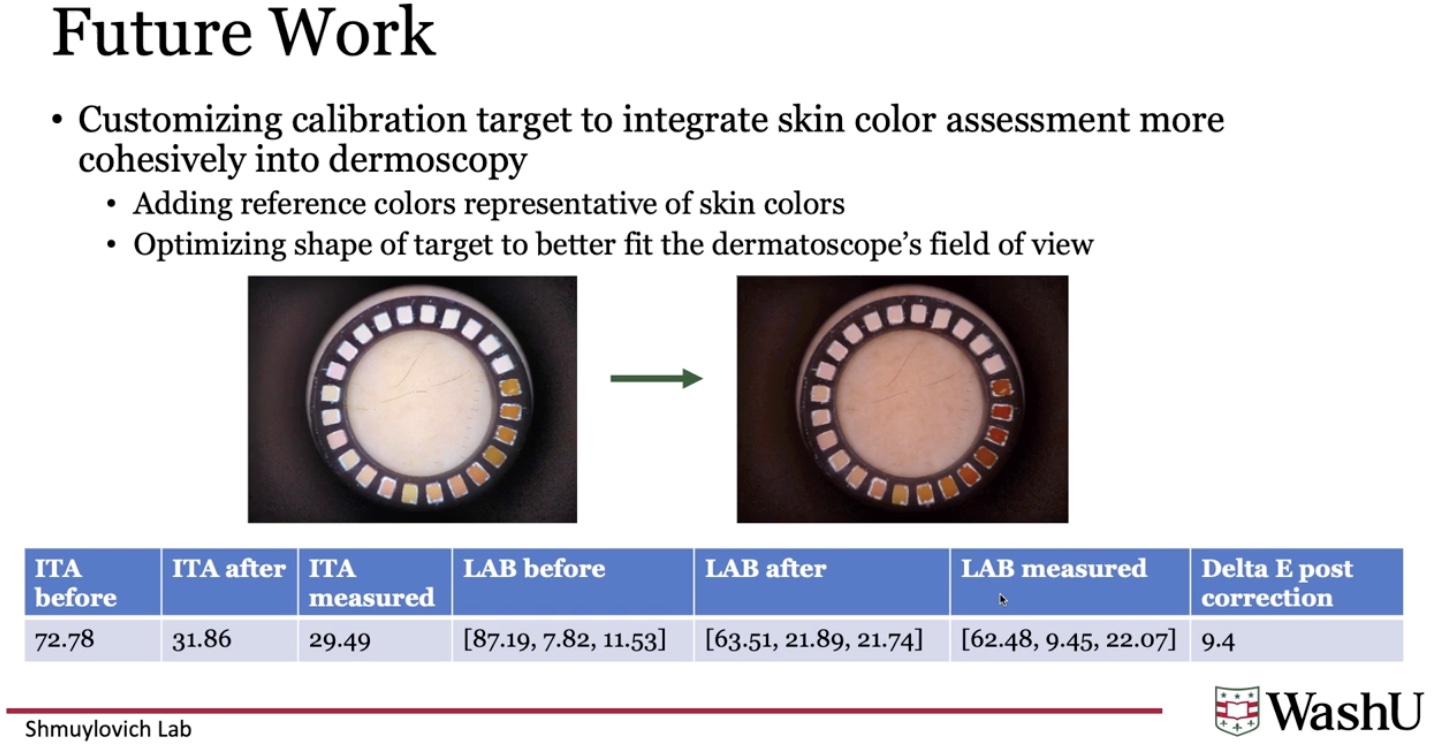 Future Work
• Customizing calibration target to integrate skin color assessment more
cohesively into dermoscopy
• Adding reference colors representative of skin colors
• Optimizing shape of target to better fit the dermatoscope’s field of view
ITA before | ITA after | ITA measured | LAB before | LAB after | LAB measured | Delta E post correction
72.78 | 31.86 | 29.49 | [87.19, 7.82, 11.53] | [63.51, 21.89, 21.74] | [62.48, 9.45, 22.07] | 9.4
Shmuylovich Lab
WashU